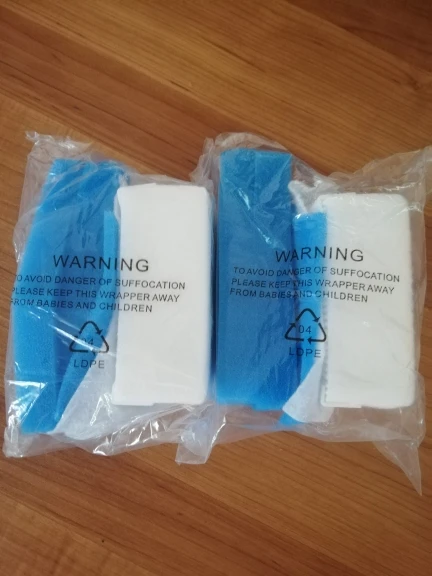 WARNING
TO AVOID DANGER OF SUFFOCATION
PLEASE KEEP THIS WRAPPER AWAY
FROM BABIES AND CHILDREN
04
LDPE
WARNING
TO AVOID DANGER OF SUFFOCATION
PLEASE KEEP THIS WRAPPER AWAY
FROM BABIES AND CHILDREN
04
LDPE